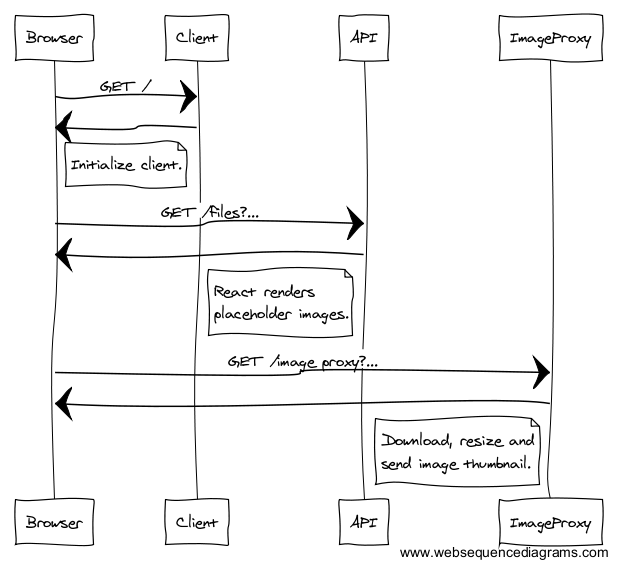 Browser
Client
API
ImageProxy
GET /
Initialize client.
GET /files?...
React renders
placeholder images.
GET /image proxy?...
Download, resize and
send image thumbnail.
Browser
Client
API
ImageProxy
www.websequencediagrams.com